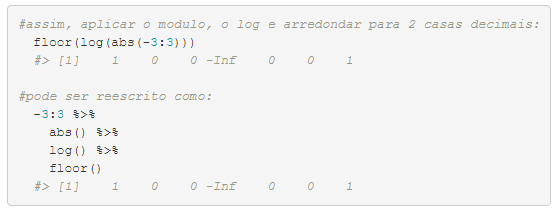 #assim, aplicar o modulo, o log e arredondar para 2 casas decimais:
floor(log(abs(-3:3)))
#> [1]    1    0    0 -Inf    0    0    1
#pode ser reescrito como:
-3:3 %>%
abs() %>%
log() %>%
floor()
#> [1]    1    0    0 -Inf    0    0    1